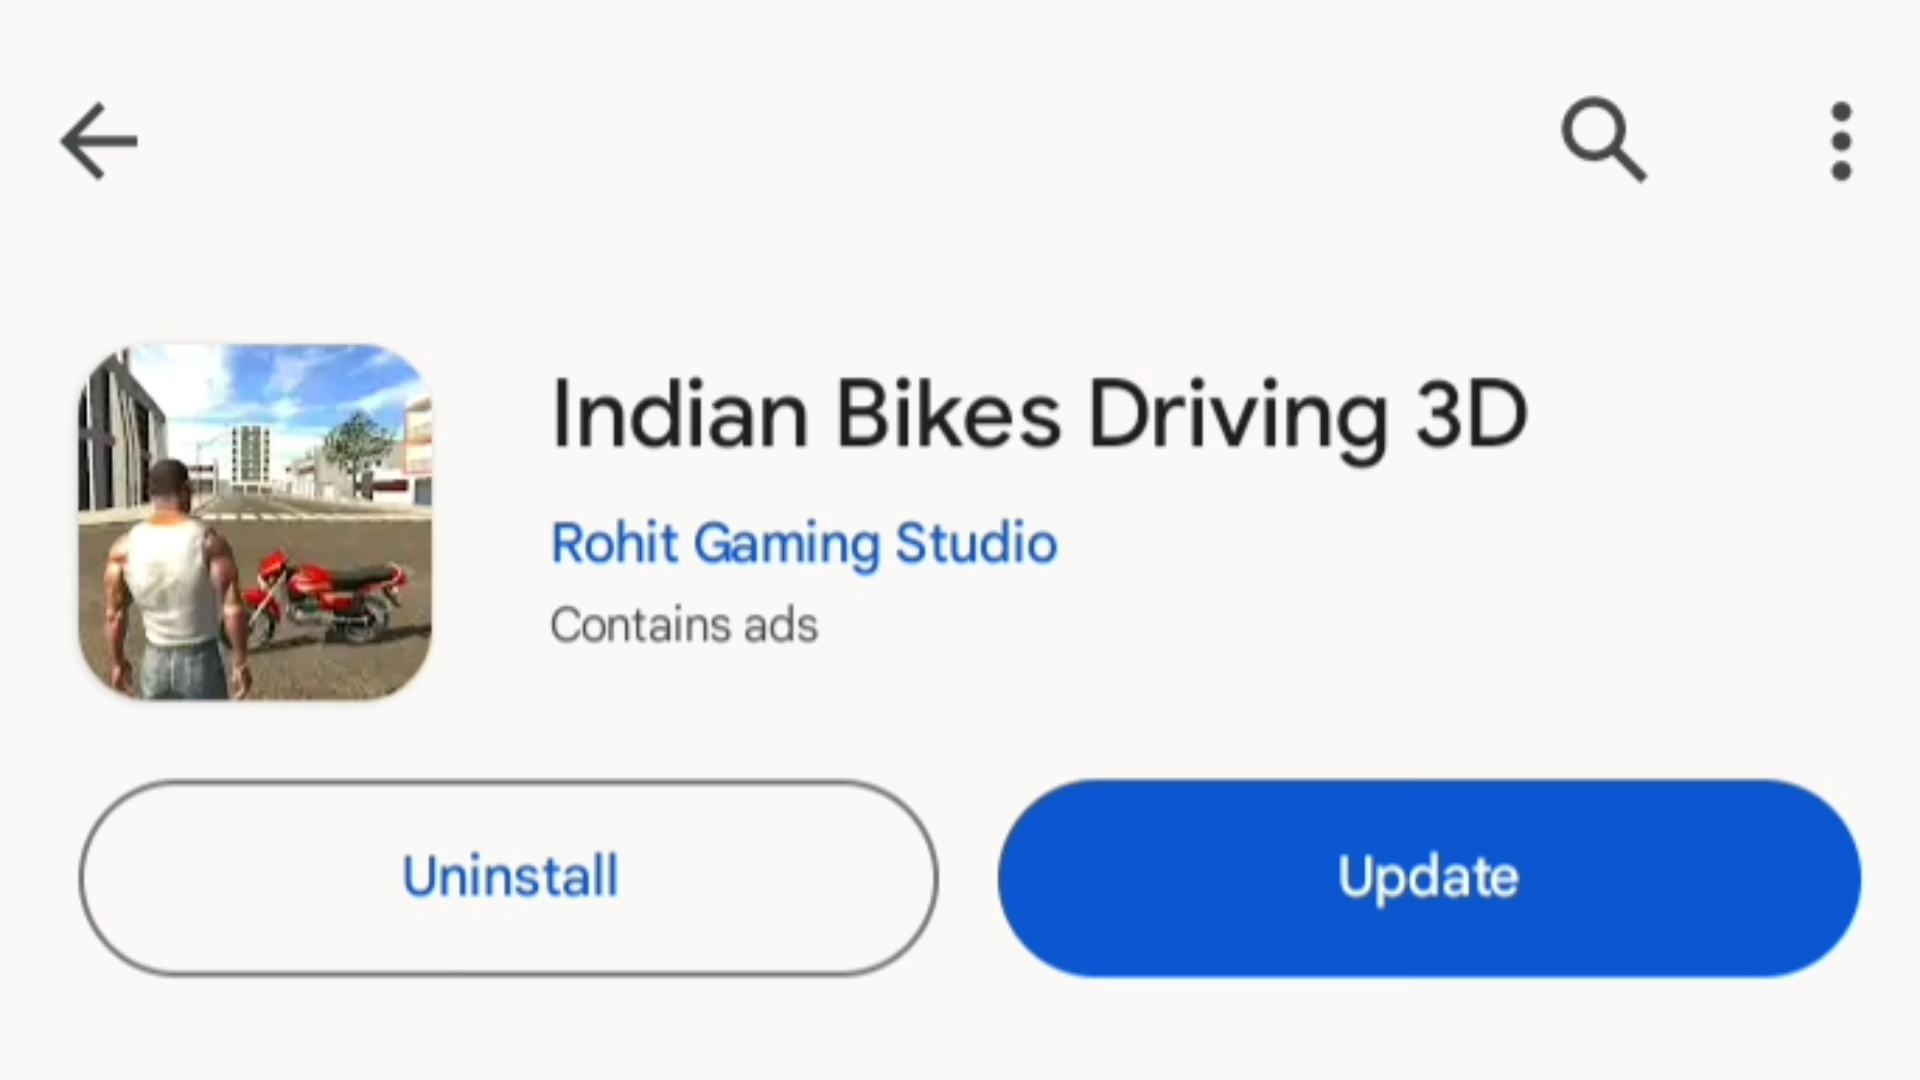 Indian Bikes Driving 3D
Rohit Gaming Studio
Contains ads
Uninstall
Update